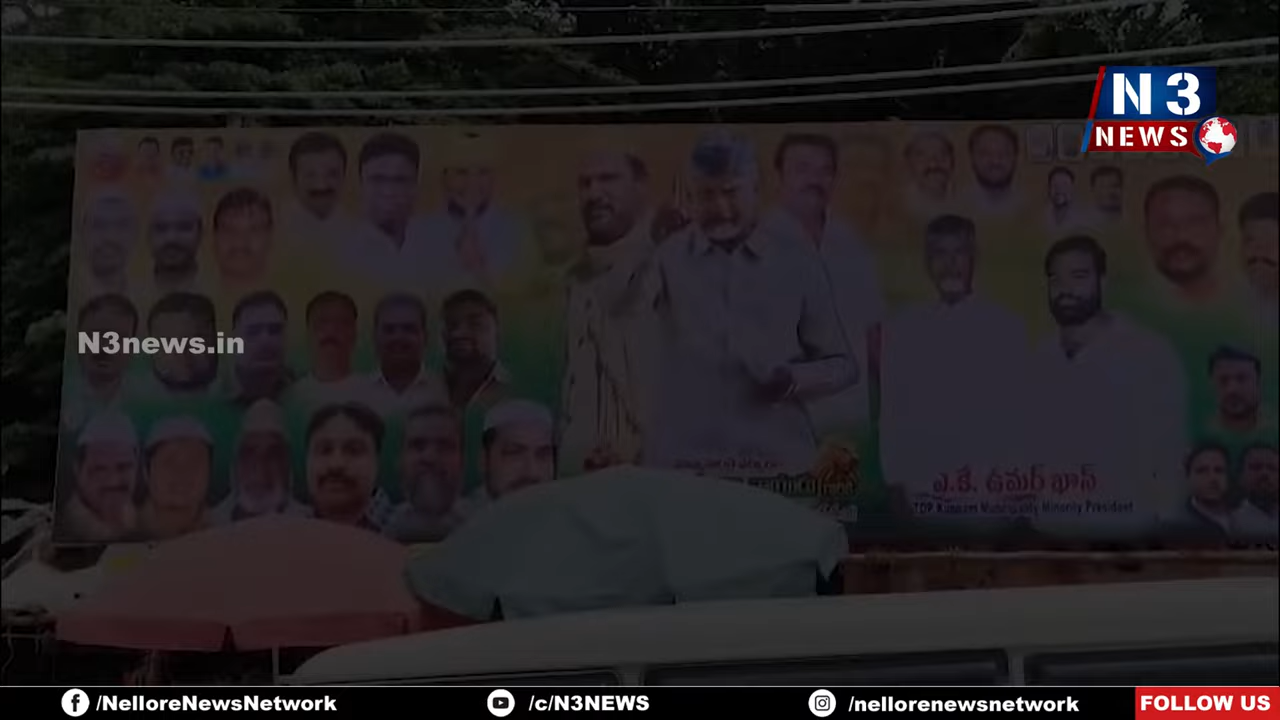 N3
NEWS
N3news.in
ఎ.కే. ఉమర్ ఖాన్
TDP Kuppam Municipality Minority President
/NelloreNewsNetwork
/c/N3NEWS
/nellorenewsnetwork
FOLLOW US